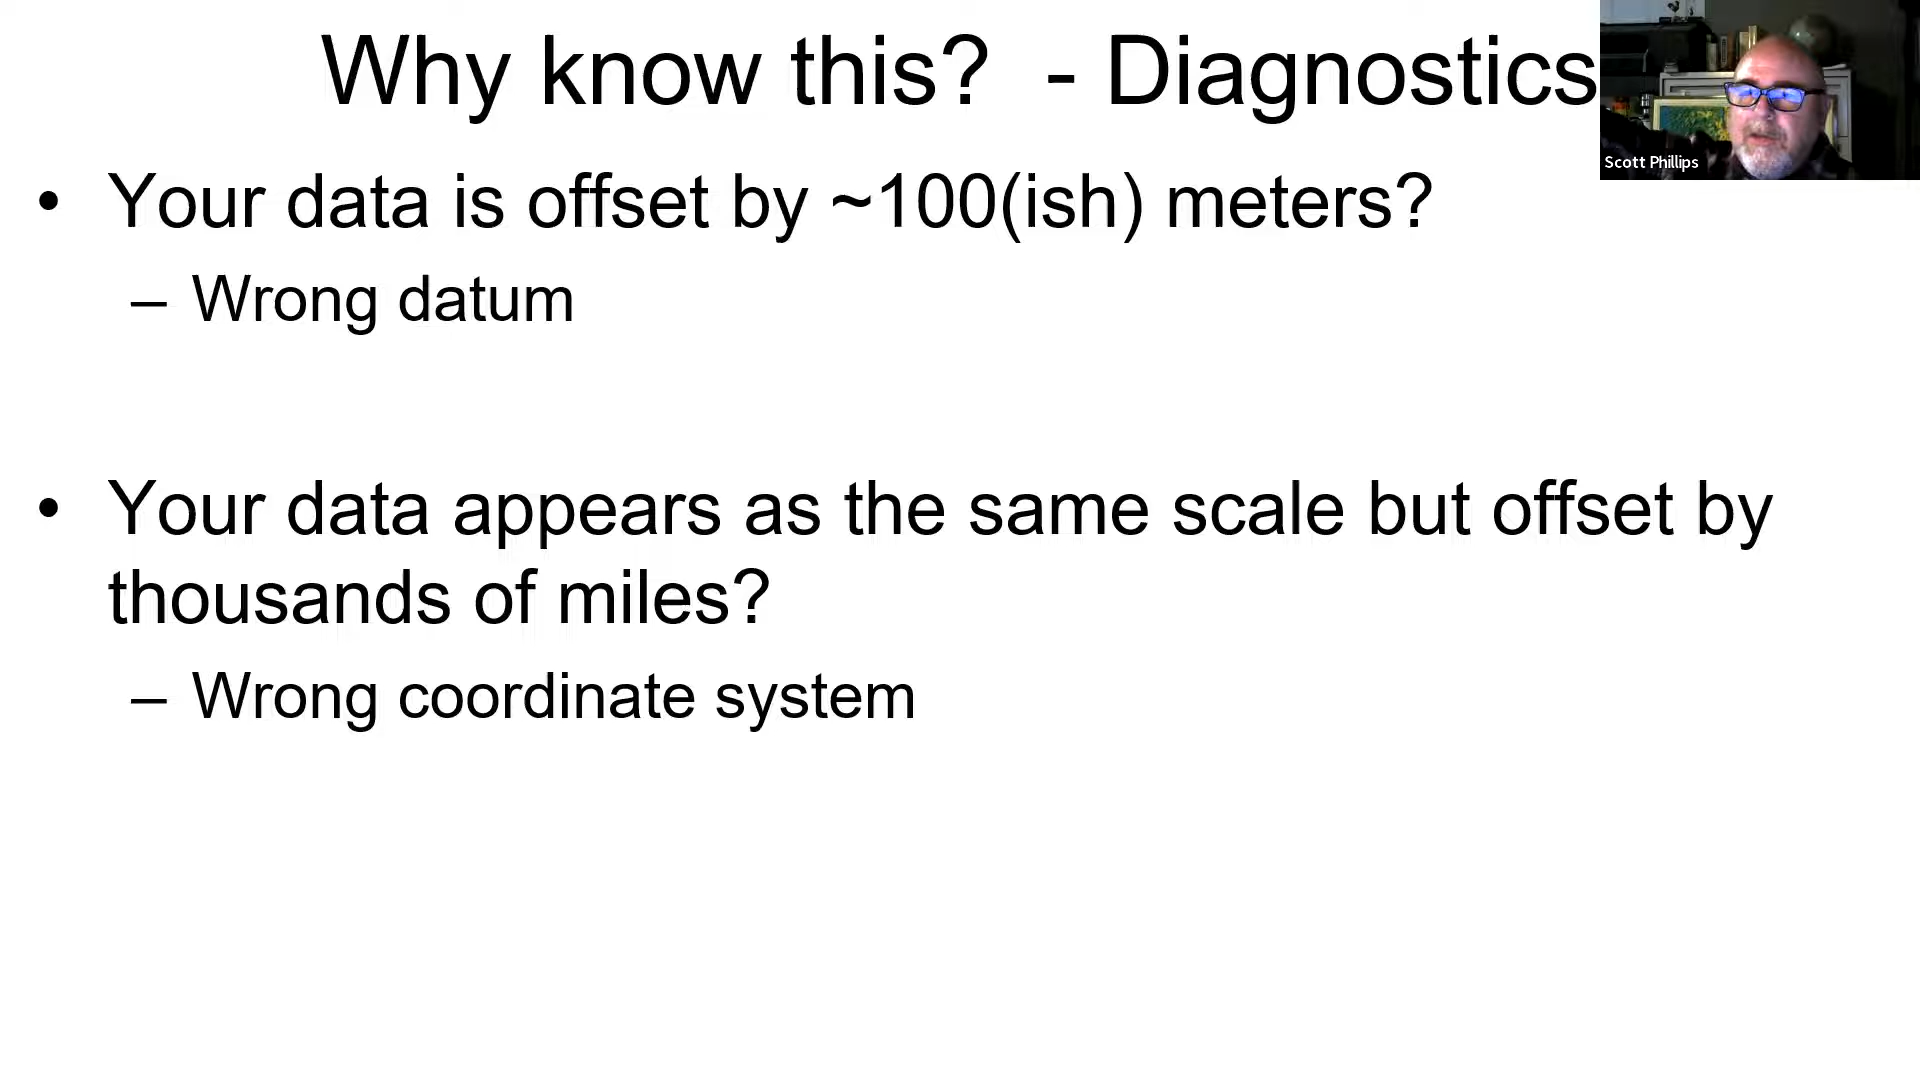 Why know this?  - Diagnostics
Scott Phillips
• Your data is offset by ~100(ish) meters?
– Wrong datum
• Your data appears as the same scale but offset by
thousands of miles?
– Wrong coordinate system